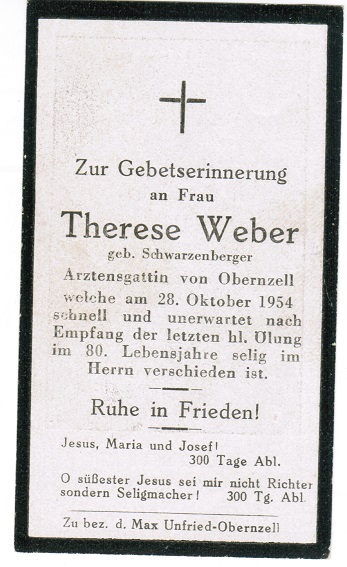 Zur Gebetserinnerung
an Frau
Therese Weber
geb. Schwarzenberger
Arztensgattin von Obernzell
welche am 28. Oktober 1954
schnell und unerwartet nach
Empfang der letzten hl. Ölung
im 80. Lebensjahre selig im
Herrn verschieden ist.
Ruhe in Frieden!
Jesus, Maria und Josef!
300 Tage Abl.
O süßester Jesus sei mir nicht Richter
sondern Seligmacher! 300 Tg. Abl.
Zu bez. d. Max Unfried-Obernzell